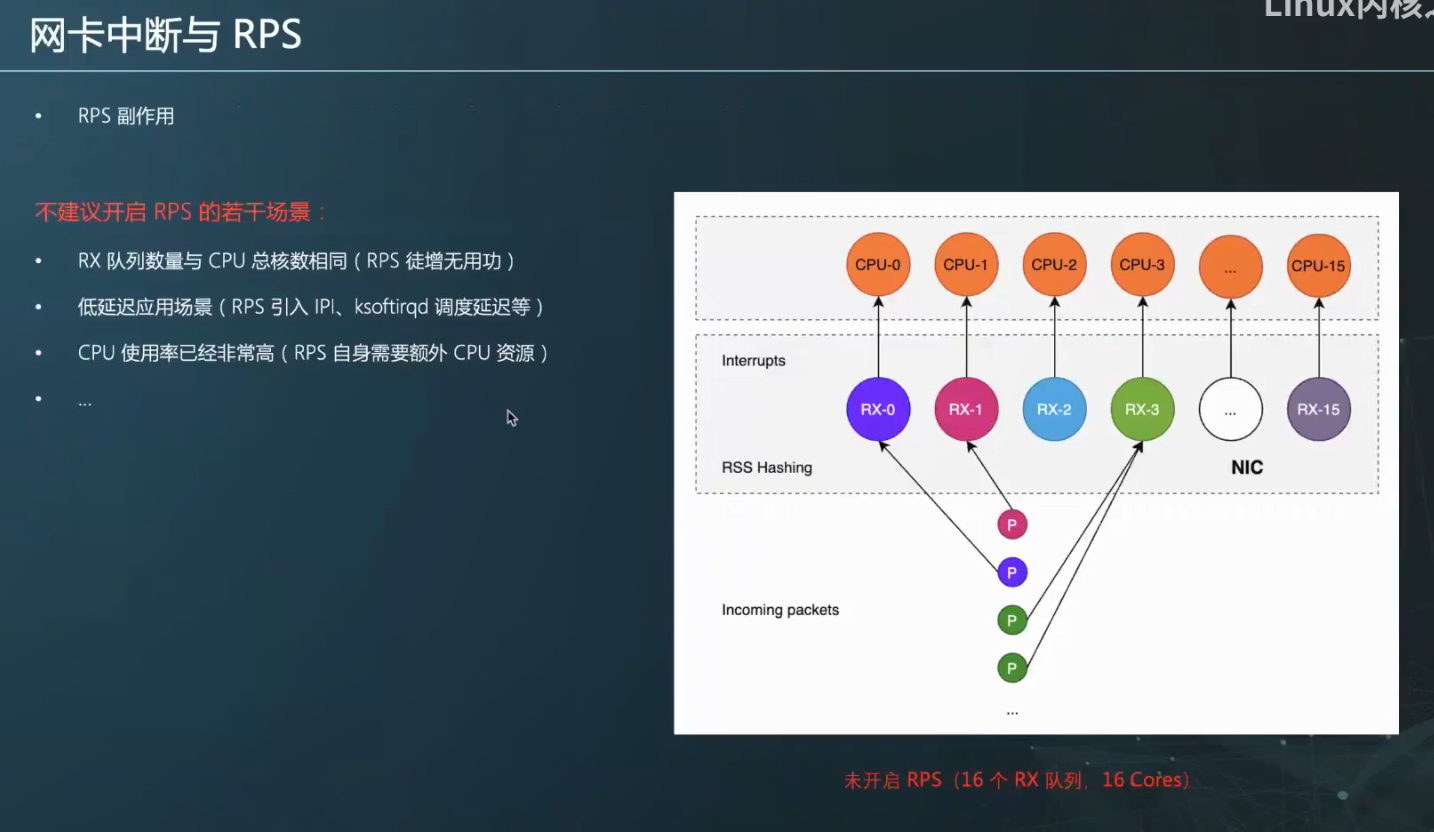 Linux内核
网卡中断与 RPS
• RPS 副作用
不建议开启 RPS 的若干场景：
• RX 队列数量与 CPU 总核数相同（RPS 徒增无用功）
• 低延迟应用场景（RPS 引入 IPI、ksoftirqd 调度延迟等）
• CPU 使用率已经非常高（RPS 自身需要额外 CPU 资源）
• ...
CPU-0 CPU-1 CPU-2 CPU-3 ... CPU-15
Interrupts
RX-0 RX-1 RX-2 RX-3 ... RX-15
RSS Hashing
NIC
P
P
Incoming packets
P
P
...
未开启 RPS（16 个 RX 队列，16 Cores）